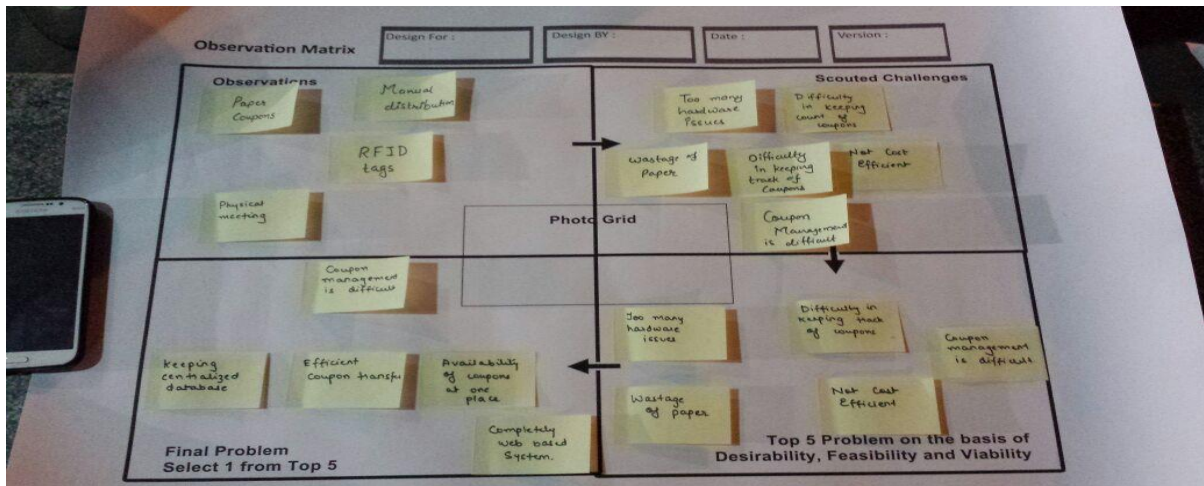 Observation Matrix
Design For :
Design BY :
Date :
Version :
Observations
Paper
Coupons
Manual
distribution
RFID
tags
Physical
meeting
Scouted Challenges
Too many
hardware
issues
Difficulty
in keeping
count of
coupons
Wastage of
Paper
Difficulty
in keeping
track of
Coupons
Not Cost
Efficient
Coupon
Management
is difficult
Photo Grid
Too many
hardware
issues
Difficulty in
keeping track
of coupons
Coupon
management
is difficult
Wastage
of paper
Not Cost
Efficient
Top 5 Problem on the basis of
Desirability, Feasibility and Viability
Coupon
management
is difficult
Keeping
centralized
database
Efficient
Coupon transfer
Availability
of coupons
at one
place
Completely
web based
System.
Final Problem
Select 1 from Top 5